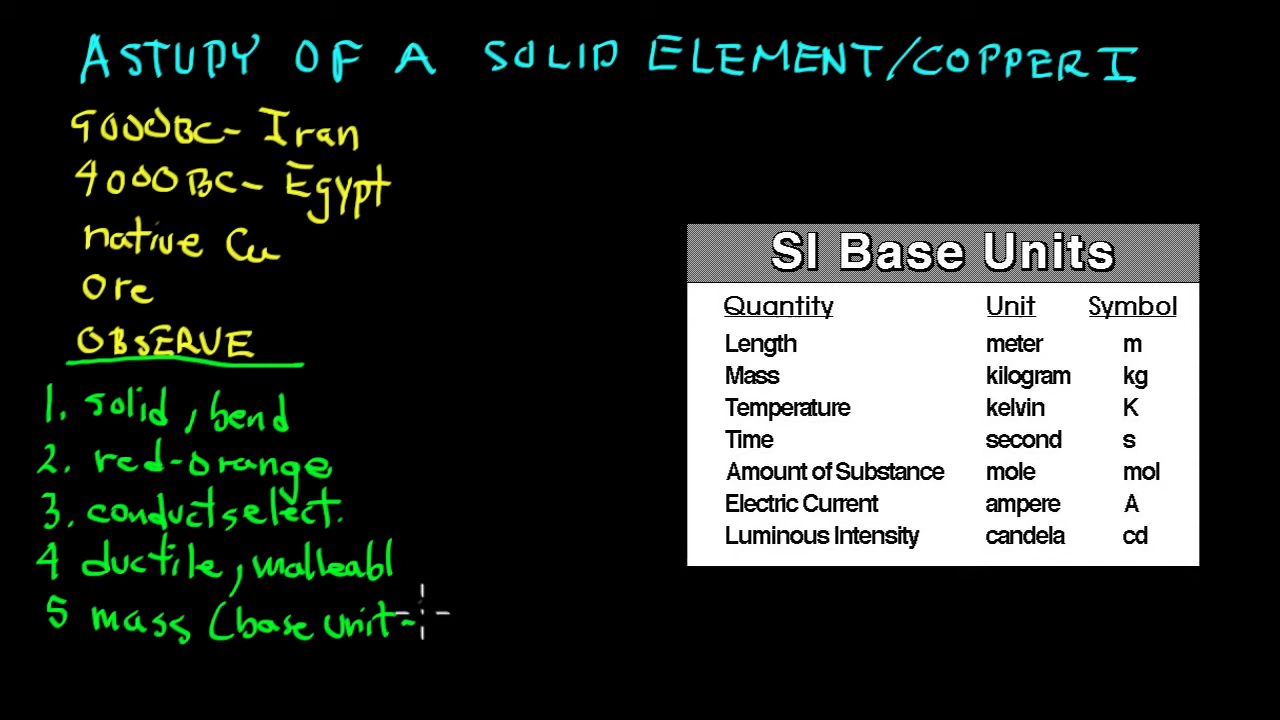 A STUDY OF A SOLID ELEMENT/COPPER I
9000BC- Iran
4000BC- Egypt
native Cu
Ore
OBSERVE
1. solid, bend
2. red-orange
3. conducts elect.
4 ductile, malleabl
5 mass (base unit-
SI Base Units
Quantity Unit Symbol
Length meter m
Mass kilogram kg
Temperature kelvin K
Time second s
Amount of Substance mole mol
Electric Current ampere A
Luminous Intensity candela cd